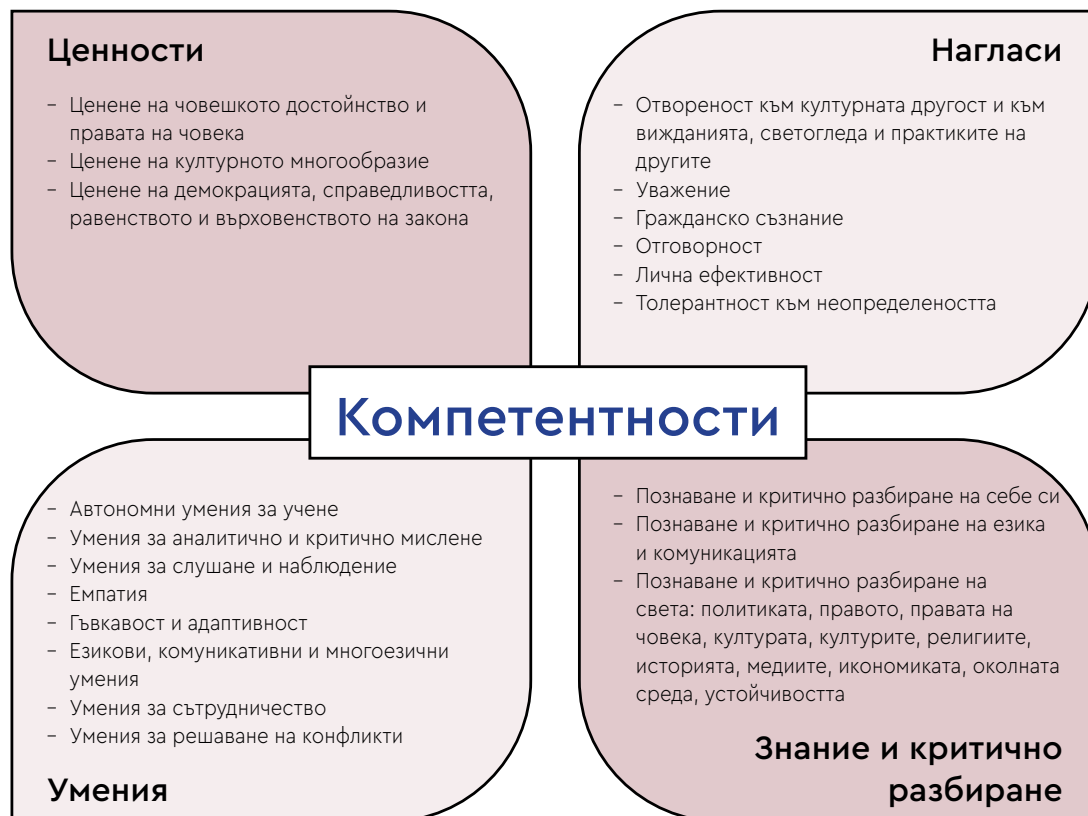 Ценности
– Ценене на човешкото достойнство и
правата на човека
– Ценене на културното многообразие
– Ценене на демокрацията, справедливостта,
равенството и върховенството на закона
Нагласи
– Отвореност към културната другост и към
вижданията, светогледа и практиките на
другите
– Уважение
– Гражданско съзнание
– Отговорност
– Лична ефективност
– Толерантност към неопределеността
Компетентности
– Автономни умения за учене
– Умения за аналитично и критично мислене
– Умения за слушане и наблюдение
– Емпатия
– Гъвкавост и адаптивност
– Езикови, комуникативни и многоезични
умения
– Умения за сътрудничество
– Умения за решаване на конфликти
Умения
– Познаване и критично разбиране на себе си
– Познаване и критично разбиране на езика
и комуникацията
– Познаване и критично разбиране на
света: политиката, правото, правата на
човека, културата, културите, религиите,
историята, медиите, икономиката, околната
среда, устойчивостта
Знание и критично
разбиране